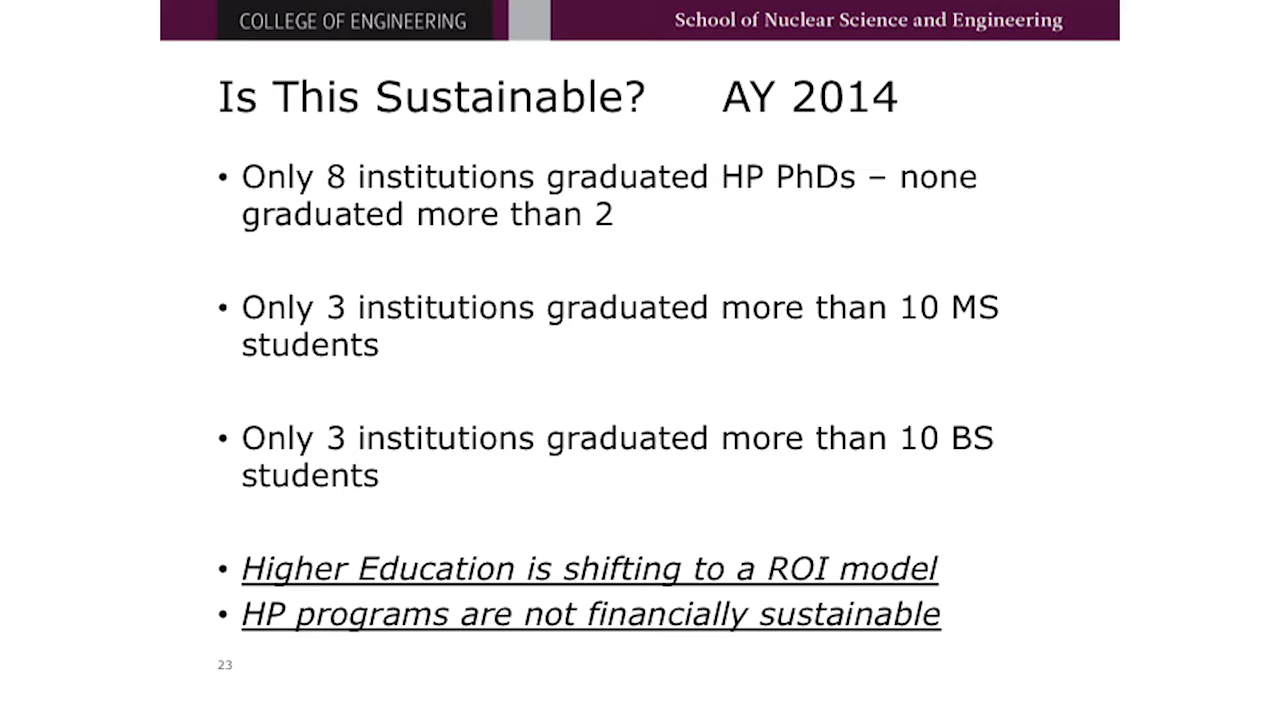 COLLEGE OF ENGINEERING
School of Nuclear Science and Engineering
Is This Sustainable? AY 2014
• Only 8 institutions graduated HP PhDs – none
graduated more than 2
• Only 3 institutions graduated more than 10 MS
students
• Only 3 institutions graduated more than 10 BS
students
• Higher Education is shifting to a ROI model
• HP programs are not financially sustainable
23